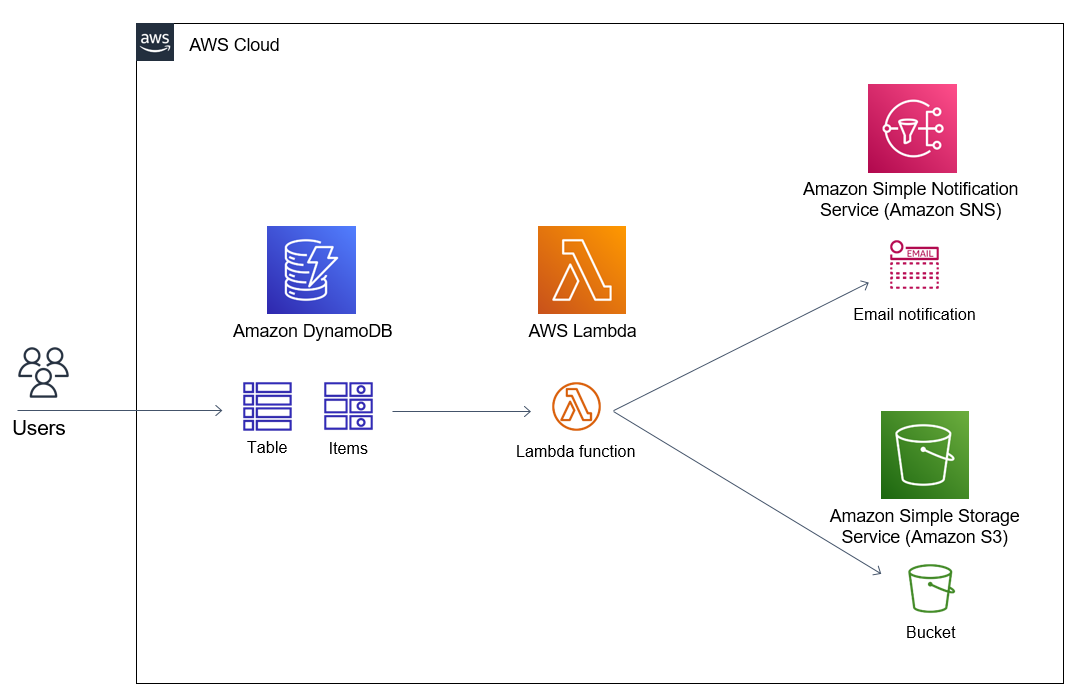 aws
AWS Cloud
Amazon Simple Notification
Service (Amazon SNS)
EMAIL
Email notification
Amazon DynamoDB
AWS Lambda
Users
Table
Items
Lambda function
Amazon Simple Storage
Service (Amazon S3)
Bucket